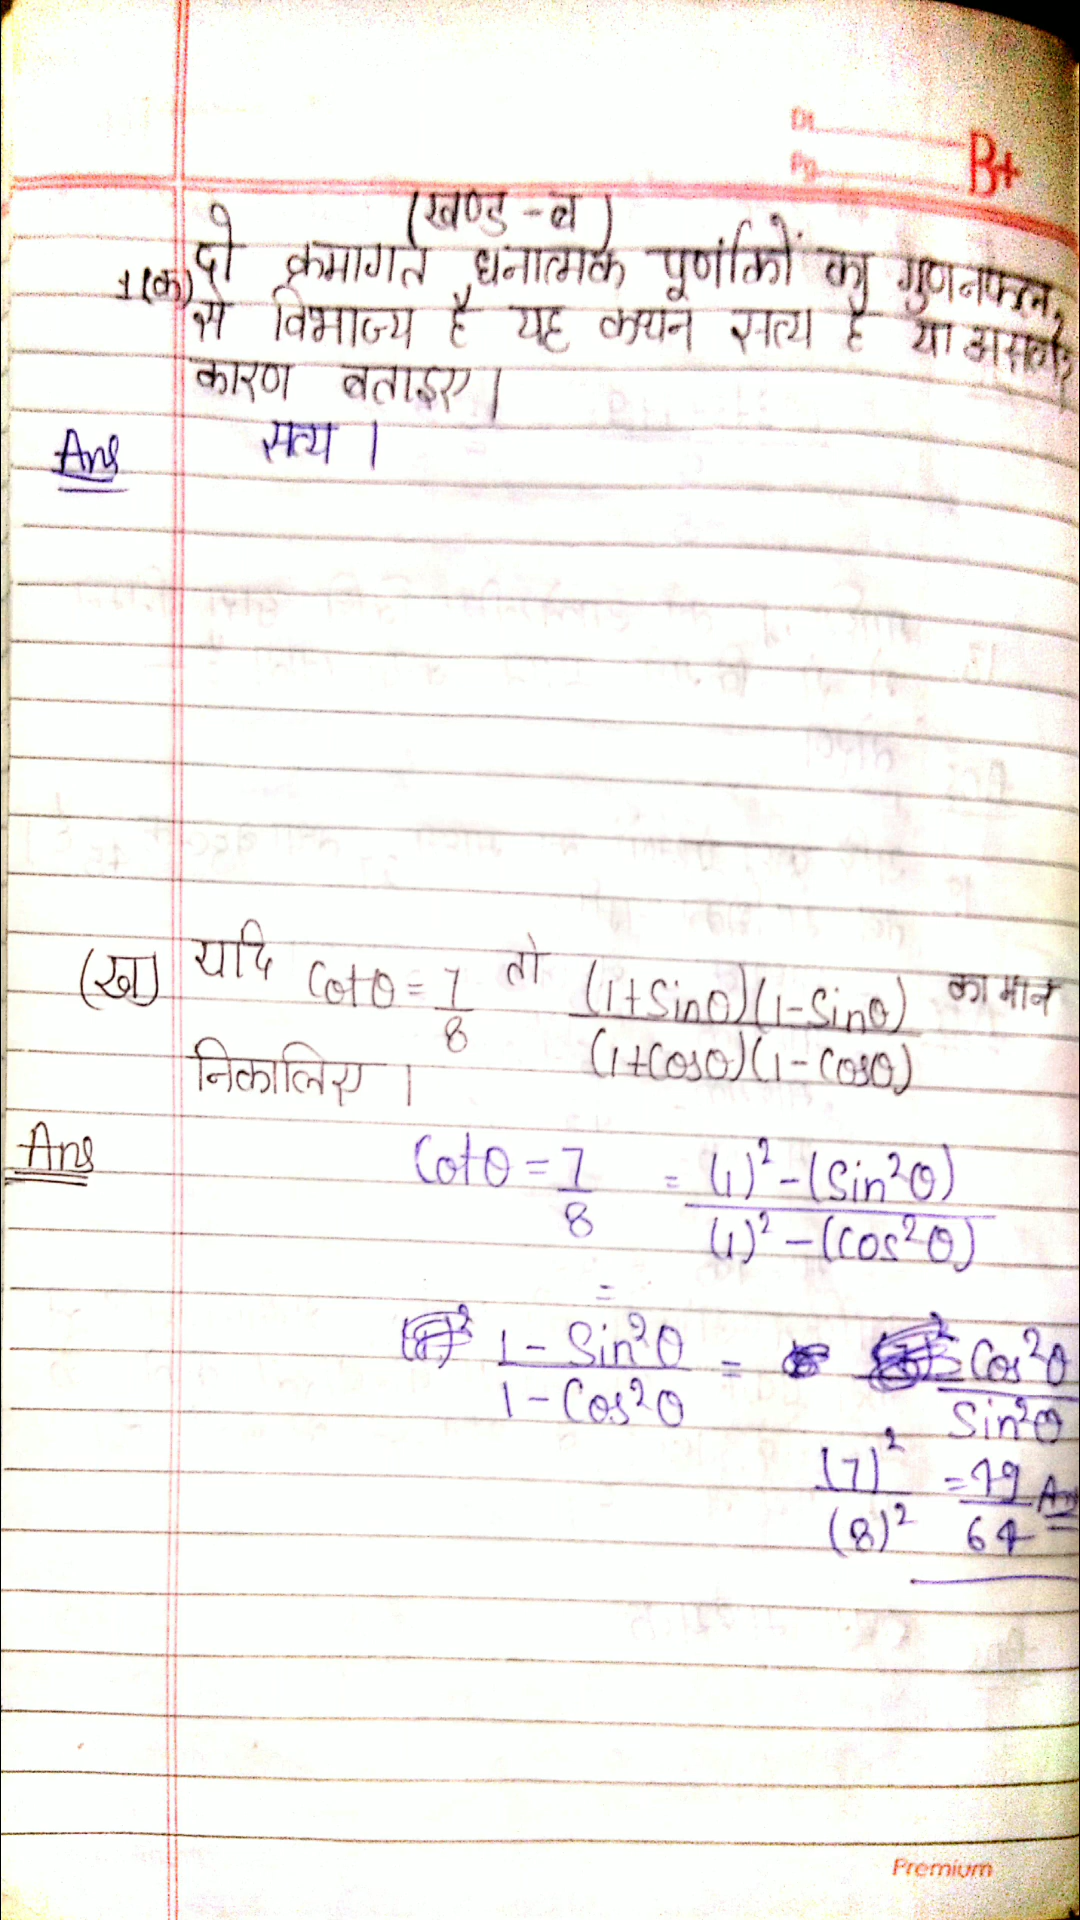 Dt.
Pg.
B+
(खण्ड - ब)
1(क) दो क्रमागत धनात्मक पूर्णांकों का गुणनफल, 2
से विभाज्य है यह कथन सत्य है या असत्य?
कारण बताइए।
Ans सत्य।
(ख) यदि Cotθ = 7/8 तो (1+Sinθ)(1-Sinθ)/(1+Cosθ)(1-Cosθ) का मान
निकालिए।
Ans Cotθ = 7/8 = (1)²-(Sin²θ)/(1)²-(Cos²θ)
=
1-Sin²θ/1-Cos²θ = Cos²θ/Sin²θ
(7)²/(8)² = 49/64 Ans
Premium